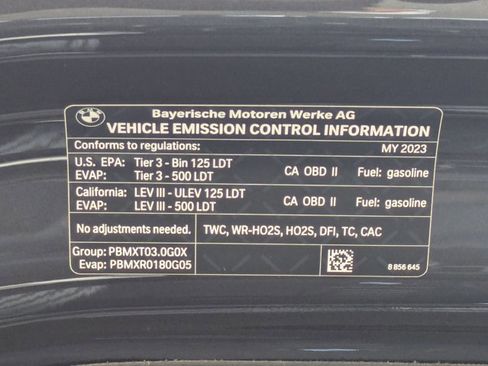 BMW
Bayerische Motoren Werke AG
VEHICLE EMISSION CONTROL INFORMATION
Conforms to regulations: MY 2023
U.S. EPA: Tier 3 - Bin 125 LDT
EVAP: Tier 3 - 500 LDT
CA OBD II Fuel: gasoline
California: LEV III - ULEV 125 LDT
EVAP: LEV III - 500 LDT
CA OBD II Fuel: gasoline
No adjustments needed. TWC, WR-HO2S, HO2S, DFI, TC, CAC
Group: PBMXT03.0G0X
Evap: PBMXR0180G05
8 856 645